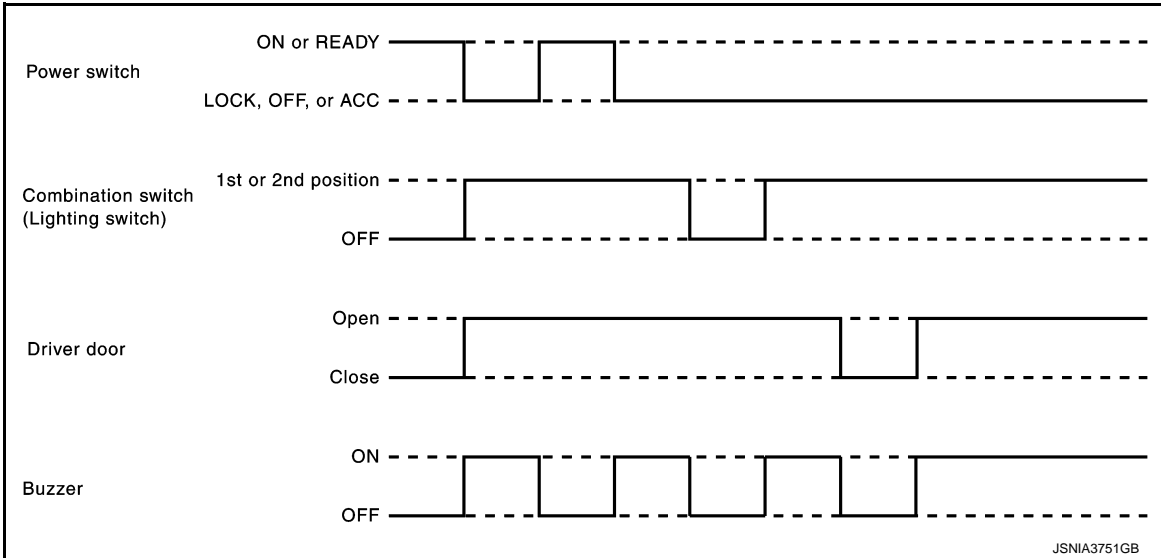 ON or READY
Power switch
LOCK, OFF, or ACC
1st or 2nd position
Combination switch
(Lighting switch)
OFF
Open
Driver door
Close
ON
Buzzer
OFF
JSNIA3751GB